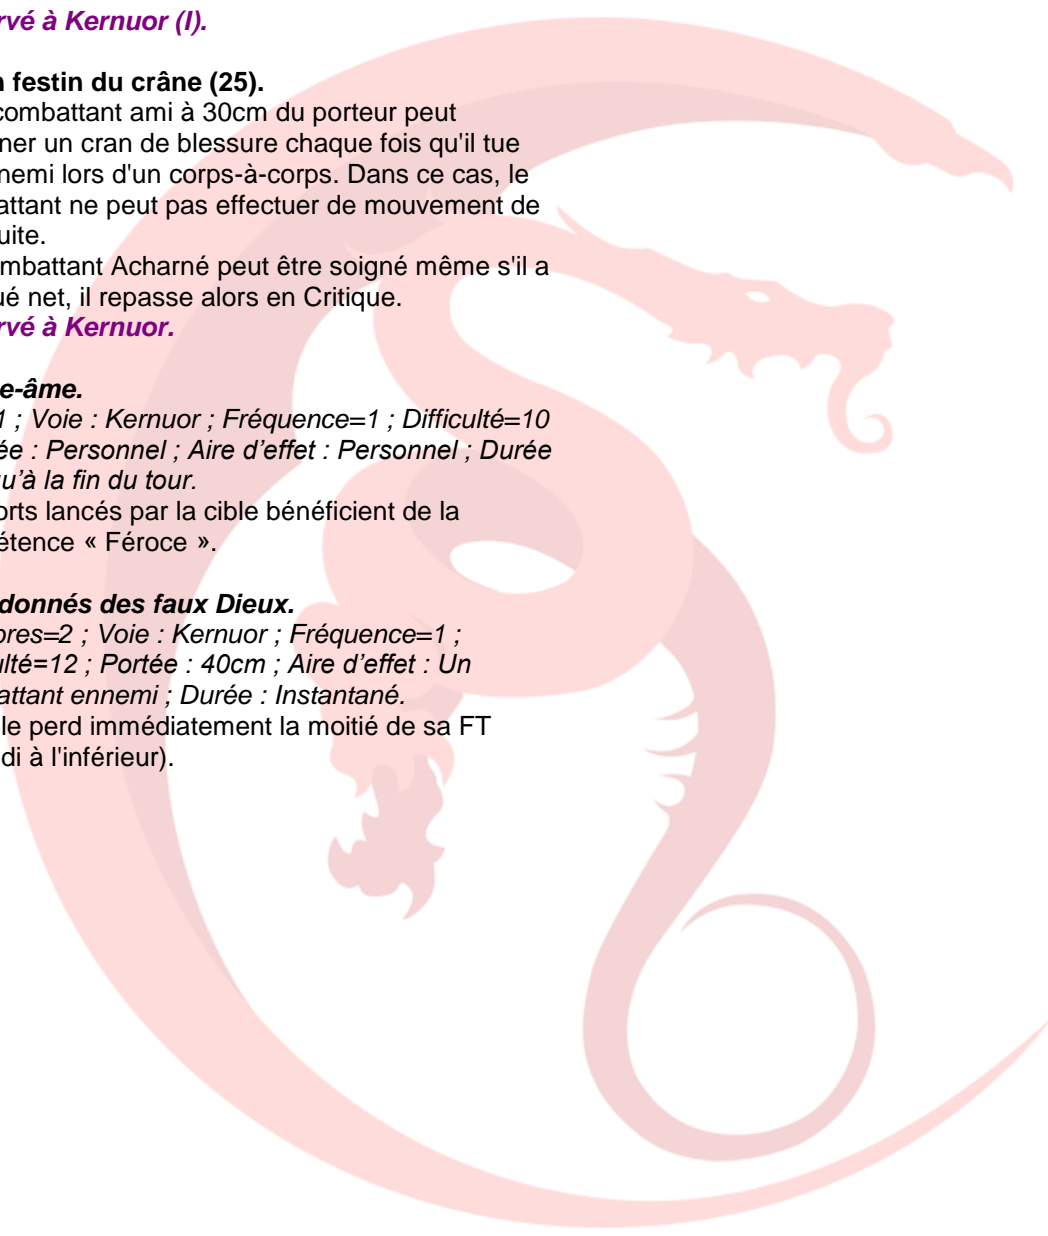 rvé à Kernuor (I).
n festin du crâne (25).
combattant ami à 30cm du porteur peut
ner un cran de blessure chaque fois qu'il tue
nemi lors d'un corps-à-corps. Dans ce cas, le
attant ne peut pas effectuer de mouvement de
uite.
mbattant Acharné peut être soigné même s'il a
ué net, il repasse alors en Critique.
rvé à Kernuor.
e-âme.
1 ; Voie : Kernuor ; Fréquence=1 ; Difficulté=10
ée : Personnel ; Aire d’effet : Personnel ; Durée
u’à la fin du tour.
orts lancés par la cible bénéficient de la
étence « Féroce ».
donnés des faux Dieux.
bres=2 ; Voie : Kernuor ; Fréquence=1 ;
ulté=12 ; Portée : 40cm ; Aire d’effet : Un
attant ennemi ; Durée : Instantané.
le perd immédiatement la moitié de sa FT
di à l'inférieur).